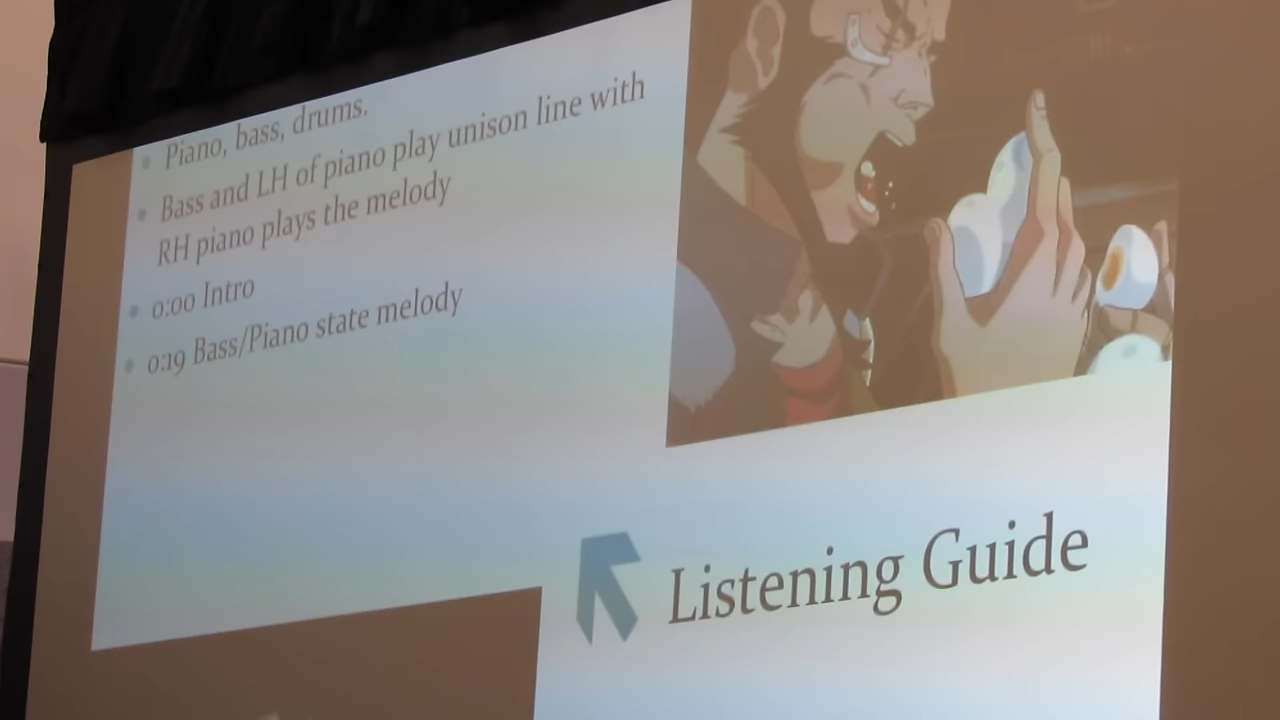 Piano, bass, drums.
Bass and LH of piano play unison line with
RH piano plays the melody
0:00 Intro
0:19 Bass/Piano state melody
Listening Guide